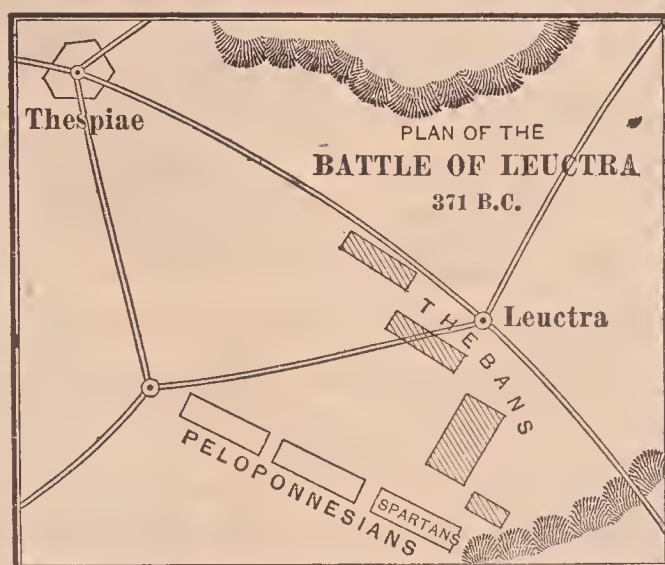 Thespiae
PLAN OF THE
BATTLE OF LEUCTRA
371 B.C.
THEBANS
Leuctra
PELOPONNESIANS
SPARTANS